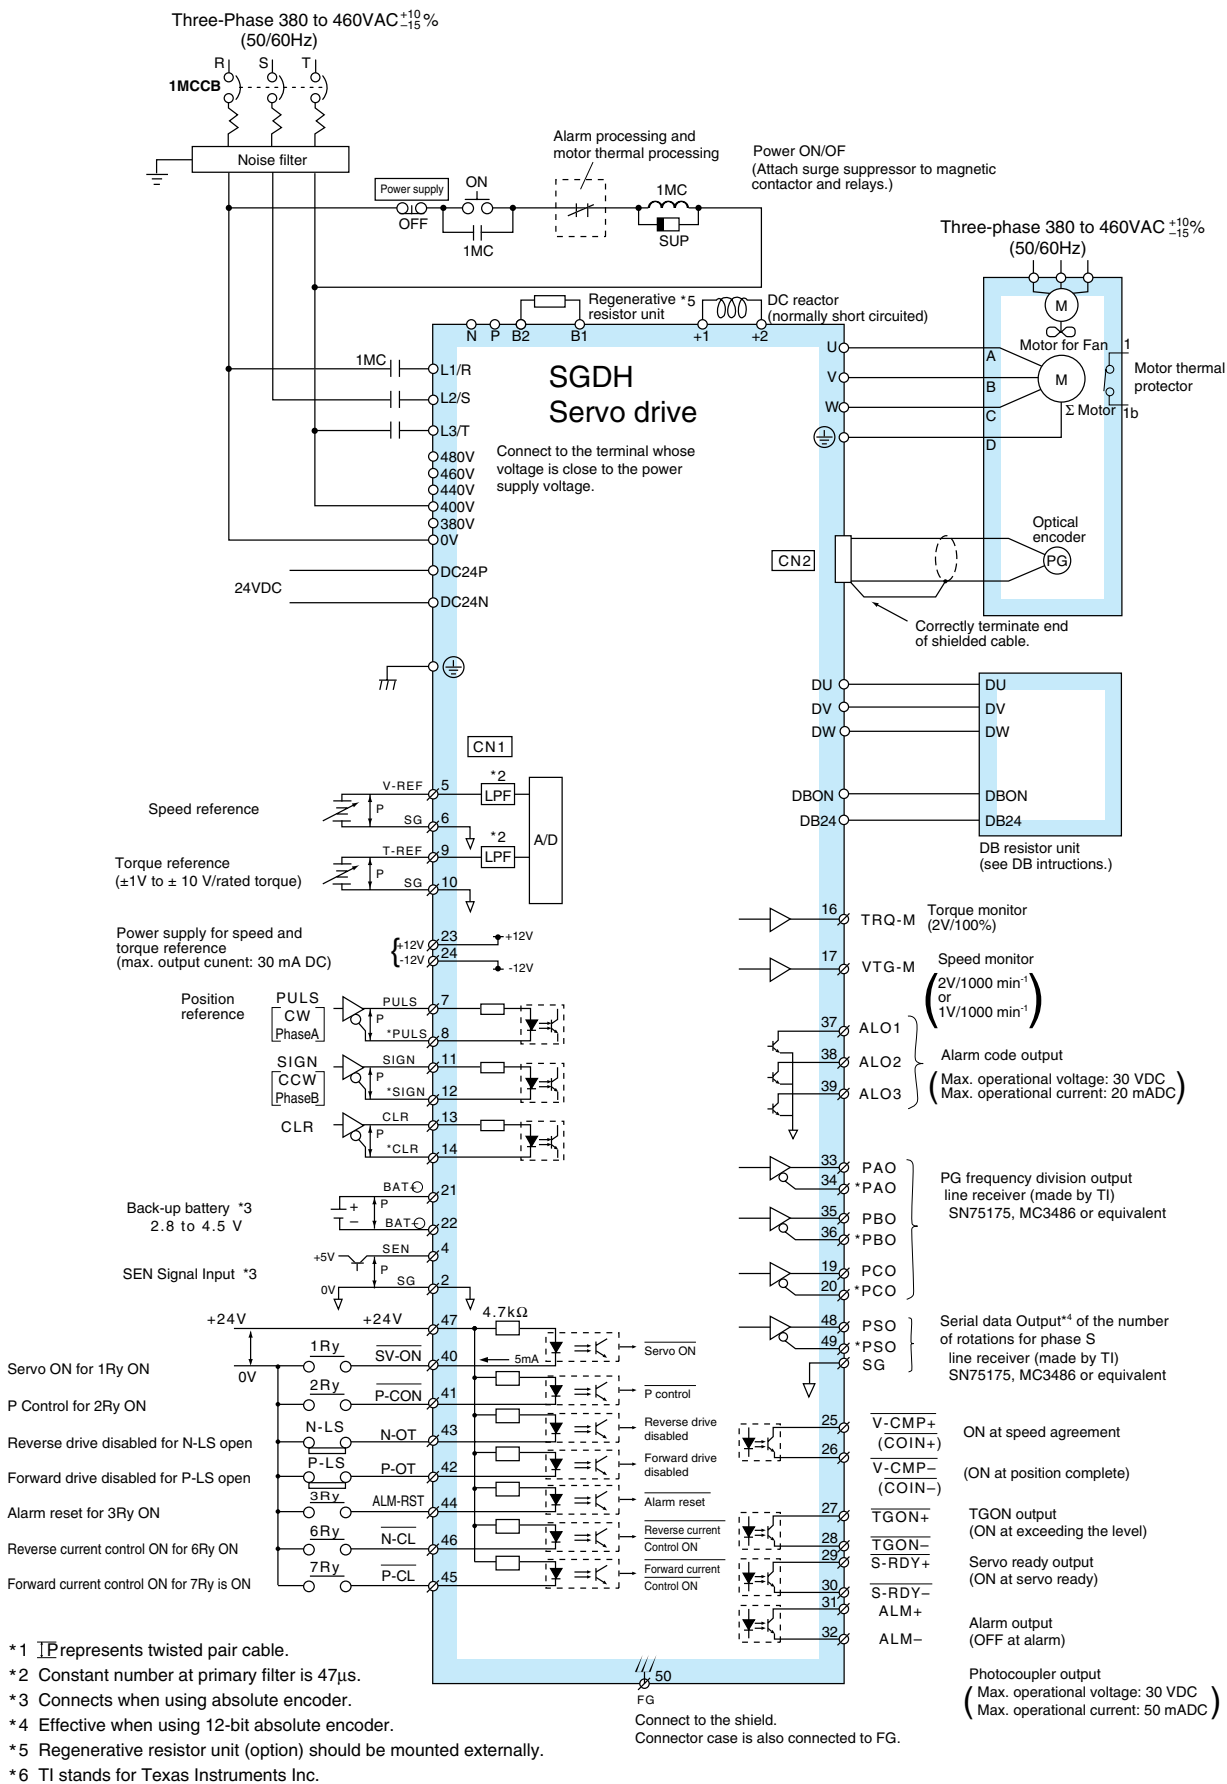 Three-Phase 380 to 460VAC +10 −15 %
(50/60Hz)
R S T
1MCCB
Noise filter
Alarm processing and
motor thermal processing
Power ON/OF
(Attach surge suppressor to magnetic
contactor and relays.)
Power supply
ON
OFF
1MC
1MC
SUP
Three-phase 380 to 460VAC +10 −15 %
(50/60Hz)
M
Motor for Fan
1
Motor thermal
protector
1b
M
Σ Motor
A
B
C
D
Regenerative *5
resistor unit
DC reactor
(normally short circuited)
N P B2 B1 +1 +2
U
V
W
1MC
L1/R
L2/S
L3/T
SGDH
Servo drive
Connect to the terminal whose
voltage is close to the power
supply voltage.
480V
460V
440V
400V
380V
0V
24VDC
DC24P
DC24N
CN2
Optical
encoder
PG
Correctly terminate end
of shielded cable.
DU DU
DV DV
DW DW
DBON DBON
DB24 DB24
DB resistor unit
(see DB intructions.)
CN1
Speed reference
V-REF 5
P
SG 6
*2
LPF
A/D
Torque reference
(±1V to ± 10 V/rated torque)
T-REF 9
P
SG 10
*2
LPF
Power supply for speed and
torque reference
(max. output cunent: 30 mA DC)
+12V 23 +12V
-12V 24 -12V
Position
reference
PULS
CW
PhaseA
PULS 7
P
*PULS 8
SIGN
CCW
PhaseB
SIGN 11
P
*SIGN 12
CLR
CLR 13
P
*CLR 14
Back-up battery *3
2.8 to 4.5 V
+
−
BAT+ 21
P
BAT− 22
SEN Signal Input *3
+5V
SEN 4
P
0V
SG 2
+24V +24V 47 4.7kΩ
0V
5mA
Servo ON for 1Ry ON 1Ry SV-ON 40 Servo ON
P Control for 2Ry ON 2Ry P-CON 41 P control
Reverse drive disabled for N-LS open N-LS N-OT 43 Reverse drive
disabled
Forward drive disabled for P-LS open P-LS P-OT 42 Forward drive
disabled
Alarm reset for 3Ry ON 3Ry ALM-RST 44 Alarm reset
Reverse current control ON for 6Ry ON 6Ry N-CL 46 Reverse current
Control ON
Forward current control ON for 7Ry is ON 7Ry P-CL 45 Forward current
Control ON
16 TRQ-M Torque monitor
(2V/100%)
17 VTG-M Speed monitor
2V/1000 min⁻¹
or
1V/1000 min⁻¹
37 ALO1
38 ALO2
39 ALO3
Alarm code output
(Max. operational voltage: 30 VDC
Max. operational current: 20 mADC)
33 PAO
34 *PAO
35 PBO
36 *PBO
19 PCO
20 *PCO
PG frequency division output
line receiver (made by TI)
SN75175, MC3486 or equivalent
48 PSO
49 *PSO
SG
Serial data Output*4 of the number
of rotations for phase S
line receiver (made by TI)
SN75175, MC3486 or equivalent
25 V-CMP+
(COIN+)
ON at speed agreement
26 V-CMP−
(COIN−)
(ON at position complete)
27 TGON+
28 TGON−
TGON output
(ON at exceeding the level)
29 S-RDY+
30 S-RDY−
Servo ready output
(ON at servo ready)
31 ALM+
32 ALM−
Alarm output
(OFF at alarm)
Photocoupler output
(Max. operational voltage: 30 VDC
Max. operational current: 50 mADC)
50
FG
Connect to the shield.
Connector case is also connected to FG.
*1 P represents twisted pair cable.
*2 Constant number at primary filter is 47μs.
*3 Connects when using absolute encoder.
*4 Effective when using 12-bit absolute encoder.
*5 Regenerative resistor unit (option) should be mounted externally.
*6 TI stands for Texas Instruments Inc.